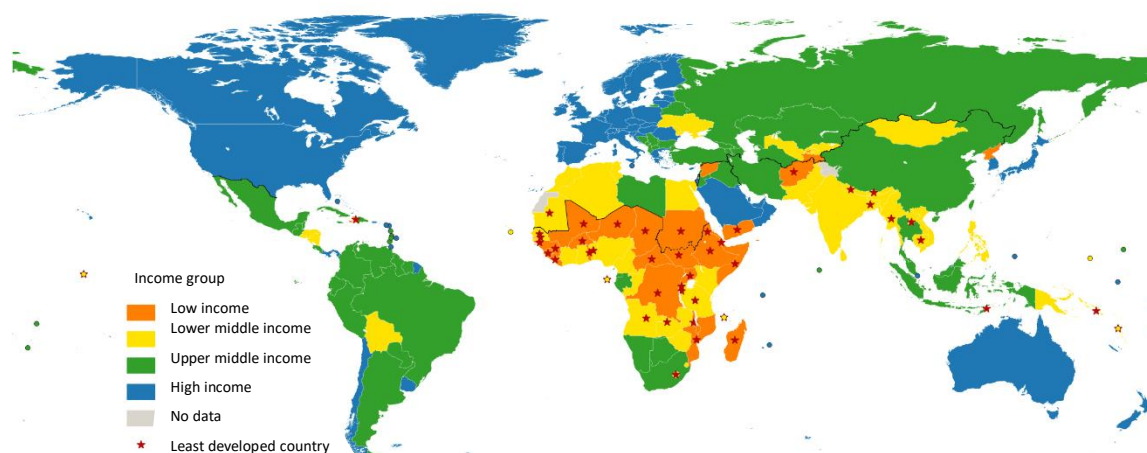 Income group
Low income
Lower middle income
Upper middle income
High income
No data
Least developed country